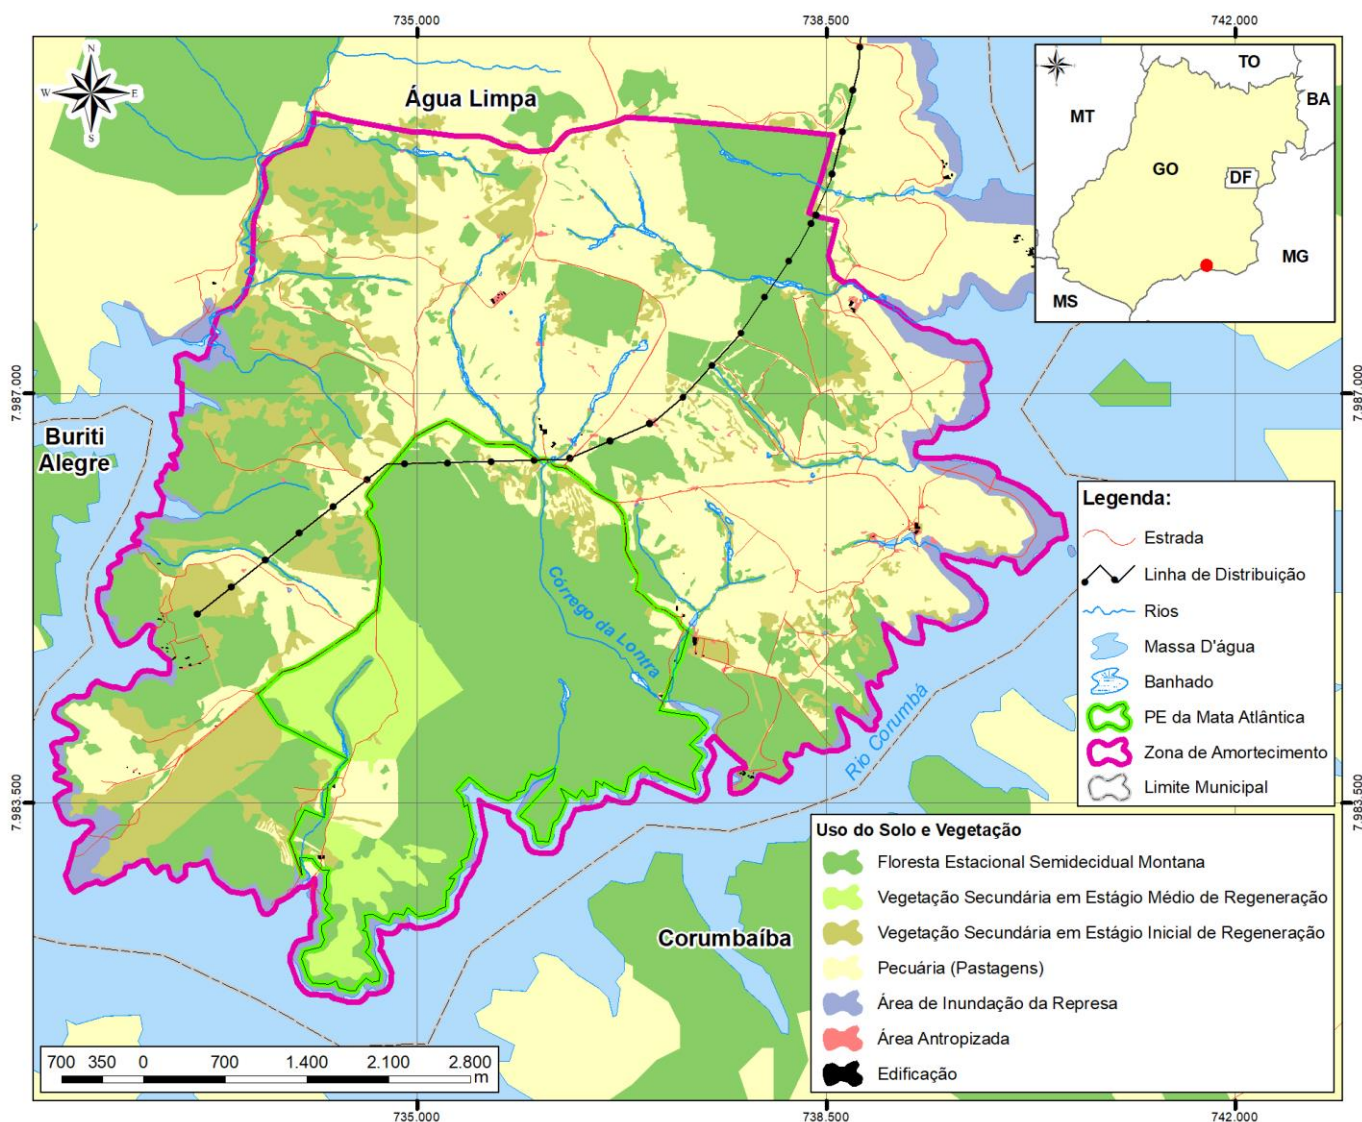 735.000
738.500
742.000
N
W
E
S
Água Limpa
TO
MT
BA
GO
DF
MG
MS
7.987.000
7.987.000
Buriti
Alegre
Córrego da Lontra
Rio Corumbá
Legenda:
Estrada
Linha de Distribuição
Rios
Massa D'água
Banhado
PE da Mata Atlântica
Zona de Amortecimento
Limite Municipal
7.983.500
7.983.500
Uso do Solo e Vegetação
Floresta Estacional Semidecidual Montana
Vegetação Secundária em Estágio Médio de Regeneração
Vegetação Secundária em Estágio Inicial de Regeneração
Pecuária (Pastagens)
Área de Inundação da Represa
Área Antropizada
Edificação
Corumbaíba
700 350 0 700 1.400 2.100 2.800
m
735.000
738.500
742.000